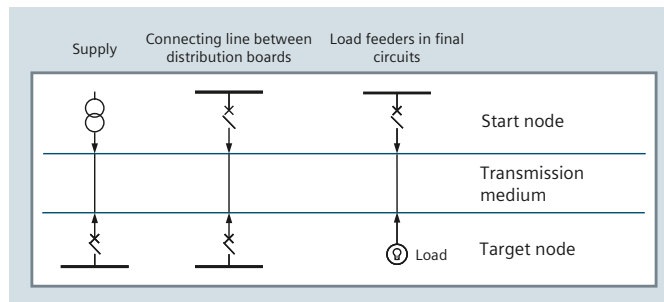 Supply
Connecting line between
distribution boards
Load feeders in final
circuits
Start node
Transmission
medium
Load
Target node